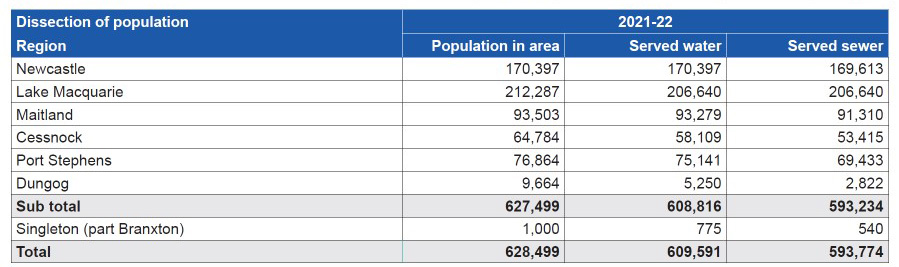 Dissection of population 2021-22
Region Population in area Served water Served sewer
Newcastle 170,397 170,397 169,613
Lake Macquarie 212,287 206,640 206,640
Maitland 93,503 93,279 91,310
Cessnock 64,784 58,109 53,415
Port Stephens 76,864 75,141 69,433
Dungog 9,664 5,250 2,822
Sub total 627,499 608,816 593,234
Singleton (part Branxton) 1,000 775 540
Total 628,499 609,591 593,774